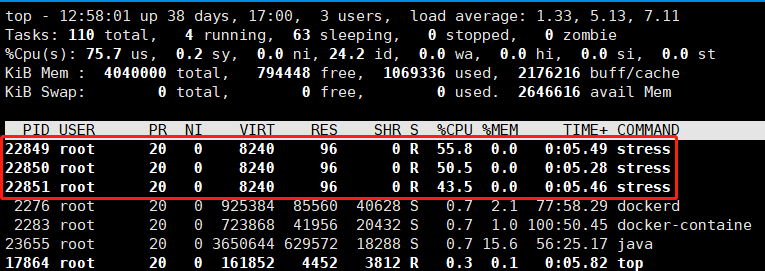 top - 12:58:01 up 38 days, 17:00,  3 users,  load average: 1.33, 5.13, 7.11
Tasks: 110 total,   4 running,  63 sleeping,   0 stopped,   0 zombie
%Cpu(s): 75.7 us,  0.2 sy,  0.0 ni, 24.2 id,  0.0 wa,  0.0 hi,  0.0 si,  0.0 st
KiB Mem :  4040000 total,   794448 free,  1069336 used,  2176216 buff/cache
KiB Swap:        0 total,        0 free,        0 used.  2646616 avail Mem
PID USER      PR  NI    VIRT    RES    SHR S  %CPU %MEM     TIME+ COMMAND
22849 root      20   0    8240     96      0 R  55.8  0.0   0:05.49 stress
22850 root      20   0    8240     96      0 R  50.5  0.0   0:05.28 stress
22851 root      20   0    8240     96      0 R  43.5  0.0   0:05.46 stress
2276 root      20   0  925384  85560  40628 S   0.7  2.1  77:58.29 dockerd
2283 root      20   0  723868  41956  20432 S   0.7  1.0 100:50.45 docker-containe
23655 root      20   0 3650644 629572  18288 S   0.7 15.6  56:25.17 java
17864 root      20   0  161852   4452   3812 R   0.3  0.1   0:05.82 top